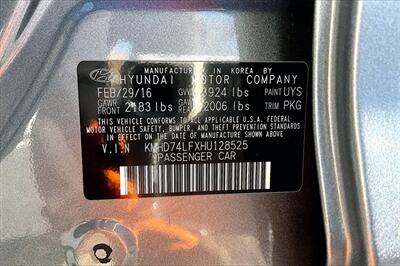 MANUFACTURED IN KOREA BY
HYUNDAI MOTOR COMPANY
FEB/29/16 GVWR 3924 lbs PAINT UYS
GAWR FRONT 2183 lbs GAWR REAR 2006 lbs TRIM PKG
THIS VEHICLE CONFORMS TO ALL APPLICABLE U.S.A. FEDERAL
MOTOR VEHICLE SAFETY, BUMPER, AND THEFT PREVENTION STANDARDS
IN EFFECT ON THE DATE OF MANUFACTURE SHOWN ABOVE.
V.I.N KMHD74LFXHU128525
PASSENGER CAR